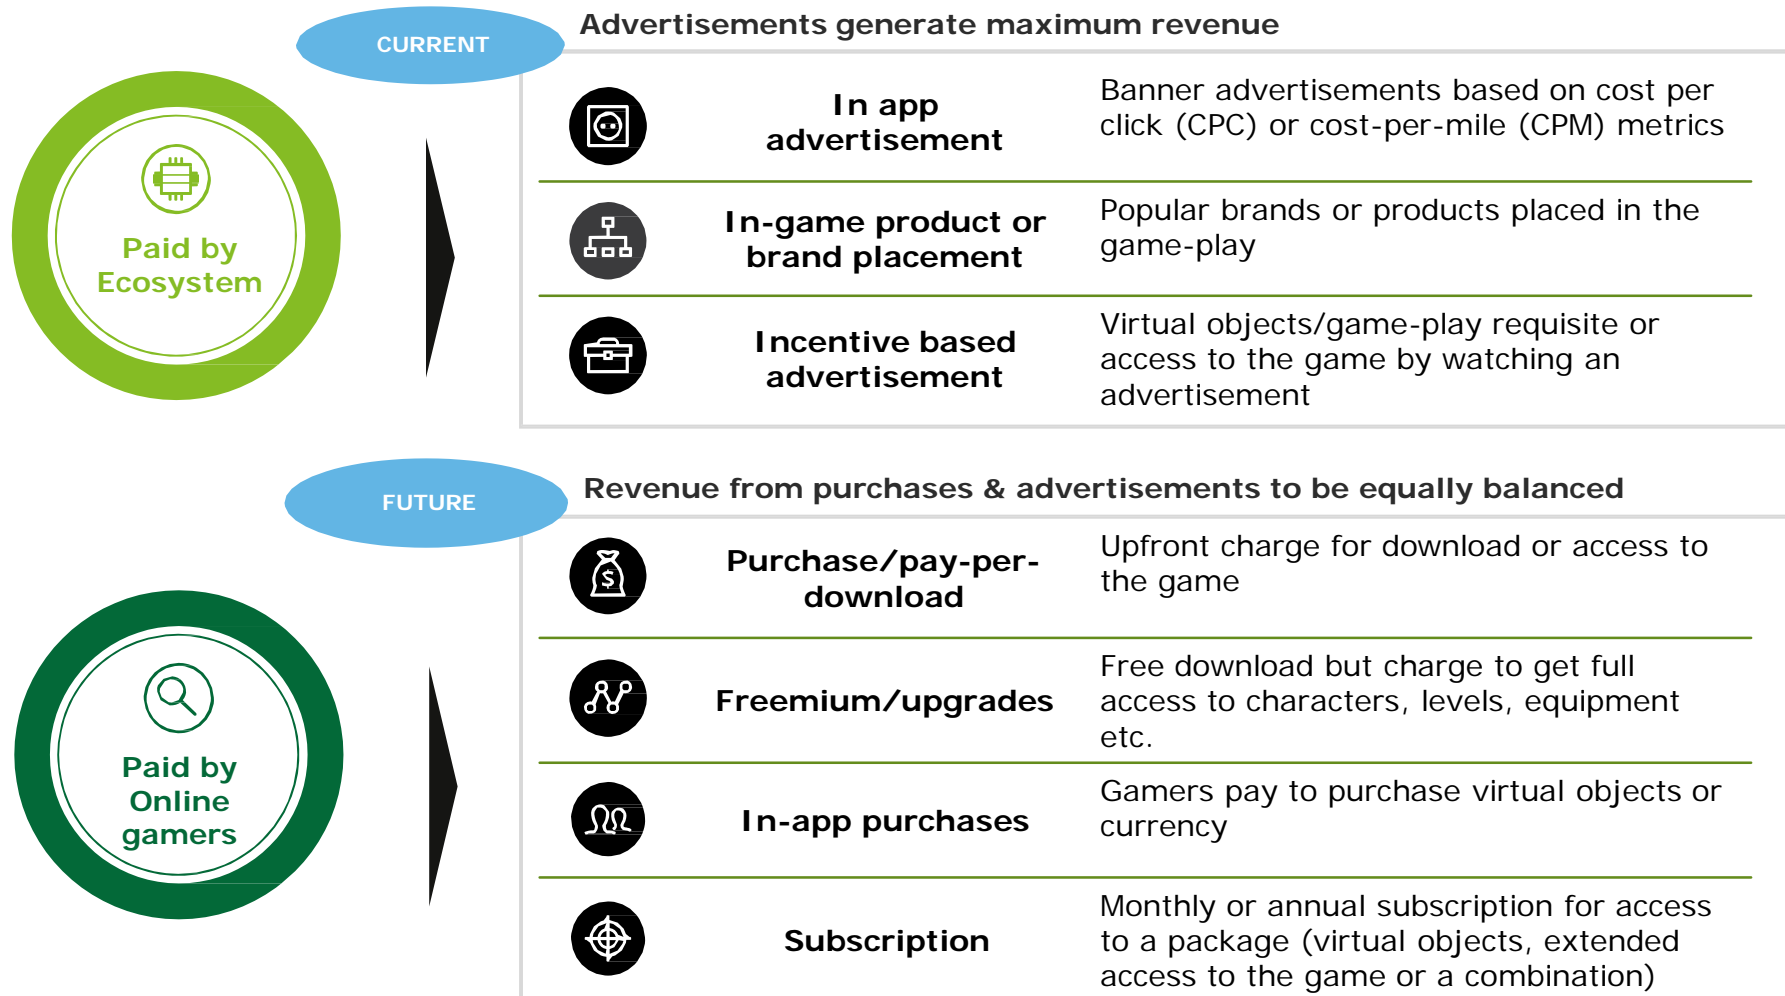 CURRENT
Advertisements generate maximum revenue
Paid by
Ecosystem
In app
advertisement
Banner advertisements based on cost per
click (CPC) or cost-per-mile (CPM) metrics
In-game product or
brand placement
Popular brands or products placed in the
game-play
Incentive based
advertisement
Virtual objects/game-play requisite or
access to the game by watching an
advertisement
FUTURE
Revenue from purchases & advertisements to be equally balanced
Paid by
Online
gamers
Purchase/pay-per-
download
Upfront charge for download or access to
the game
Freemium/upgrades
Free download but charge to get full
access to characters, levels, equipment
etc.
In-app purchases
Gamers pay to purchase virtual objects or
currency
Subscription
Monthly or annual subscription for access
to a package (virtual objects, extended
access to the game or a combination)